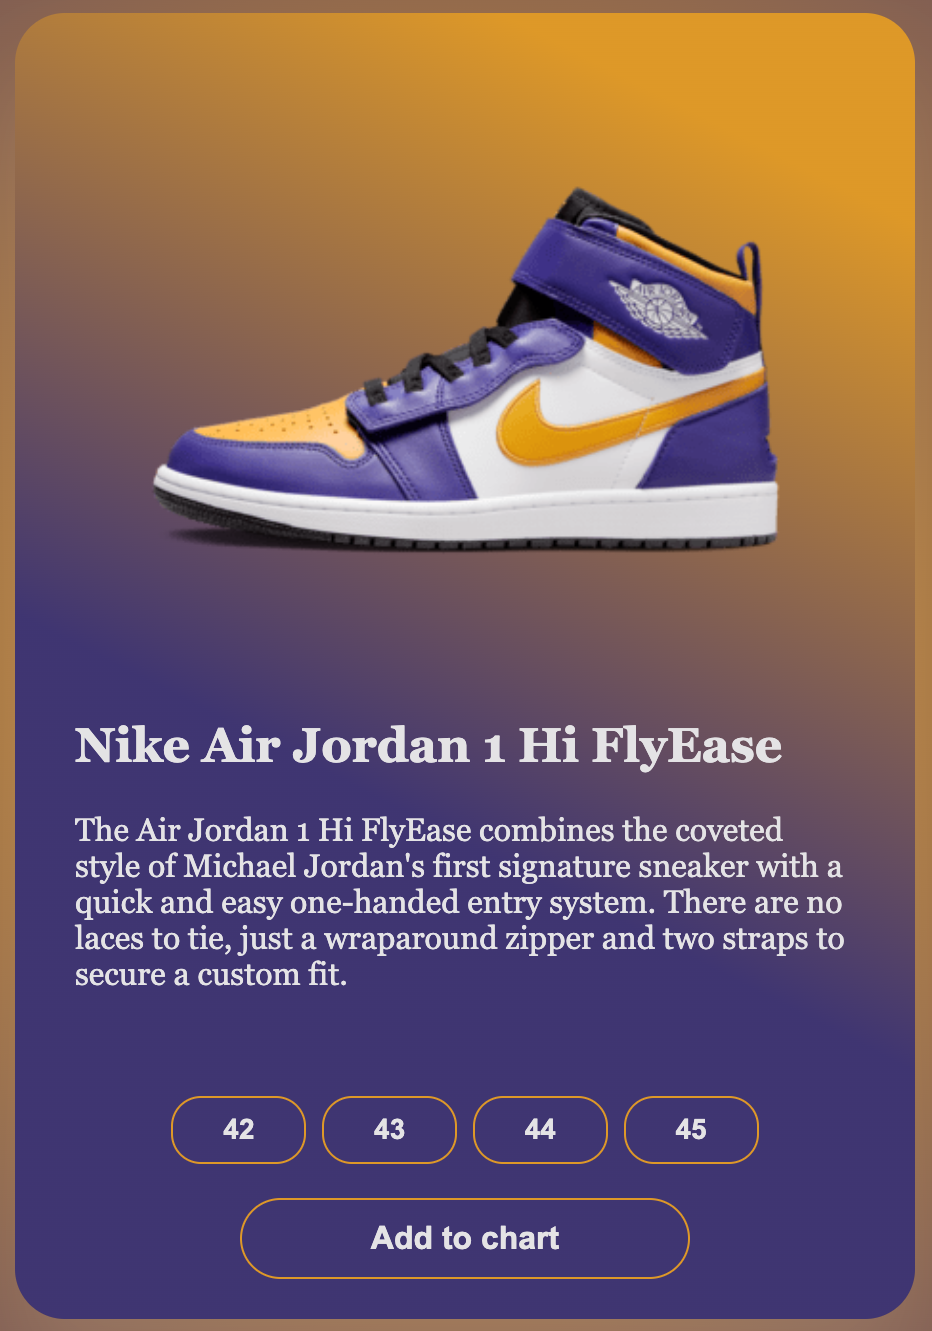 AIR JORDAN
Nike Air Jordan 1 Hi FlyEase
The Air Jordan 1 Hi FlyEase combines the coveted
style of Michael Jordan's first signature sneaker with a
quick and easy one-handed entry system. There are no
laces to tie, just a wraparound zipper and two straps to
secure a custom fit.
42 43 44 45
Add to chart